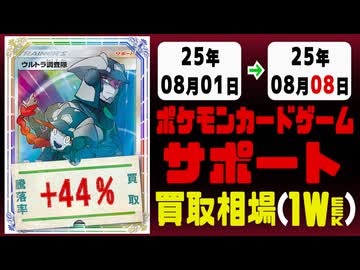 TRAINERS
サポート
ウルトラ調査隊
騰落率
+44%
買取
25年
08月01日
25年
08月08日
ポケモンカードゲーム
サポート
買取相場(1WEEK)